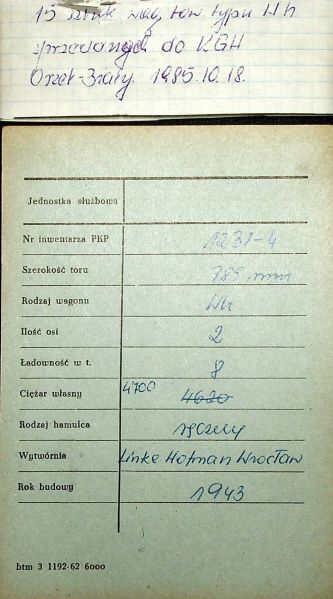 15 sztuk wag. tow. typu Wh
sprzedanych do KGH
Orzeł-Biały 1985.10.18.
Jednostka służbowa
Nr inwentarza PKP 1231-4
Szerokość toru 785 mm
Rodzaj wagonu Wh
Ilość osi 2
Ładowność w t. 8
Ciężar własny 4700 4620
Rodzaj hamulca ręczny
Wytwórnia Linke Hofman Wrocław
Rok budowy 1943
btm 3 1192-62 6000